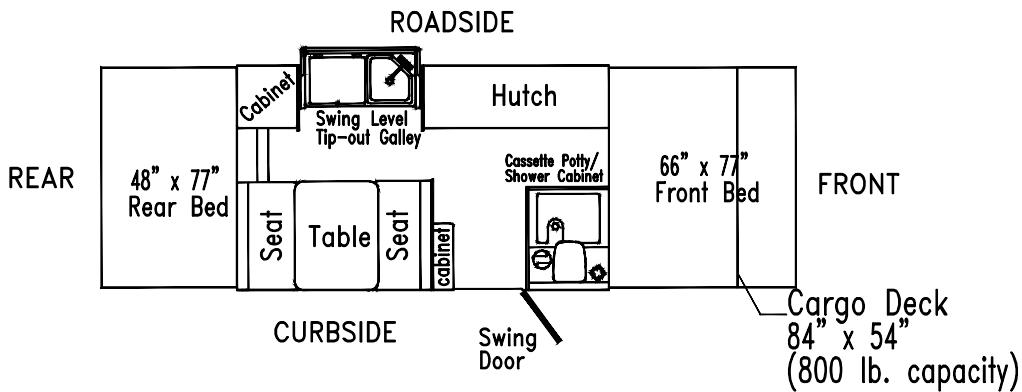 ROADSIDE
Cabinet
Swing Level
Tip-out Galley
Hutch
REAR
48” x 77”
Rear Bed
Seat
Table
Seat
cabinet
Cassette Potty/
Shower Cabinet
66” x 77”
Front Bed
FRONT
CURBSIDE
Swing
Door
Cargo Deck
84” x 54”
(800 lb. capacity)